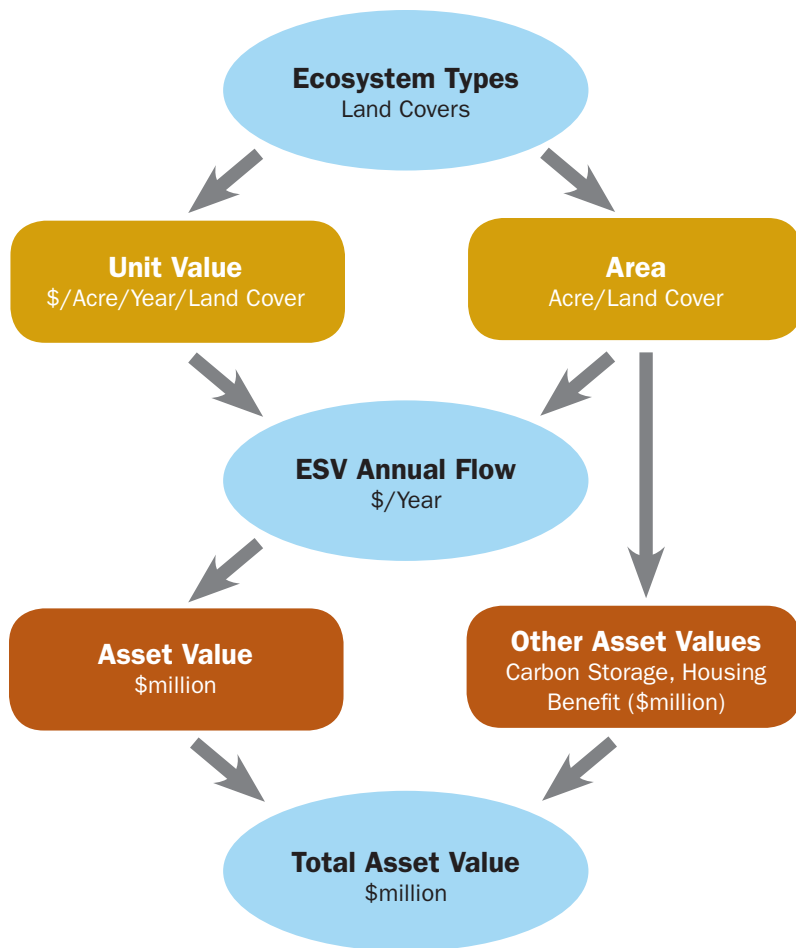 Ecosystem Types
Land Covers
Unit Value
$/Acre/Year/Land Cover
Area
Acre/Land Cover
ESV Annual Flow
$/Year
Asset Value
$million
Other Asset Values
Carbon Storage, Housing
Benefit ($million)
Total Asset Value
$million